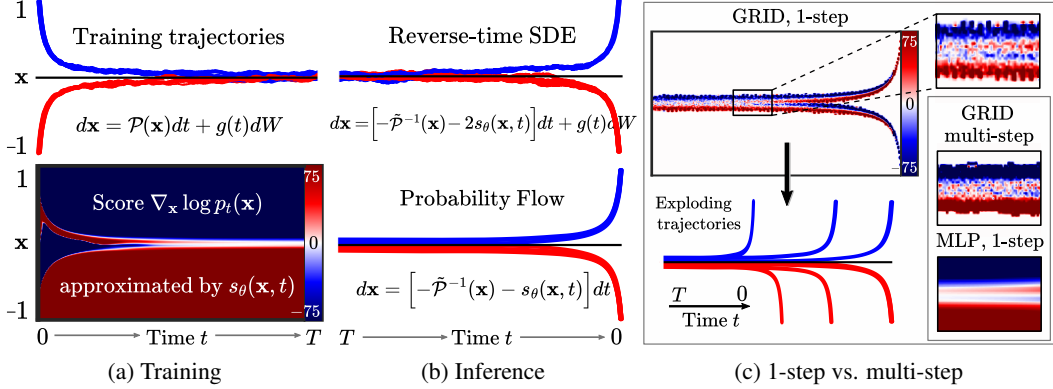 1
x
−1
Training trajectories
d𝐱 = 𝒫(𝐱)dt + g(t)dW
1
x
−1
Score ∇ₓ log pₜ(𝐱)
approximated by s_θ(𝐱, t)
75
0
−75
0 Time t T
(a) Training
Reverse-time SDE
d𝐱 = [−𝒫̃⁻¹(𝐱) − 2s_θ(𝐱, t)]dt + g(t)dW
Probability Flow
d𝐱 = [−𝒫̃⁻¹(𝐱) − s_θ(𝐱, t)]dt
T Time t 0
(b) Inference
GRID, 1-step
75
0
−75
Exploding
trajectories
T 0
Time t
GRID
multi-step
MLP, 1-step
(c) 1-step vs. multi-step